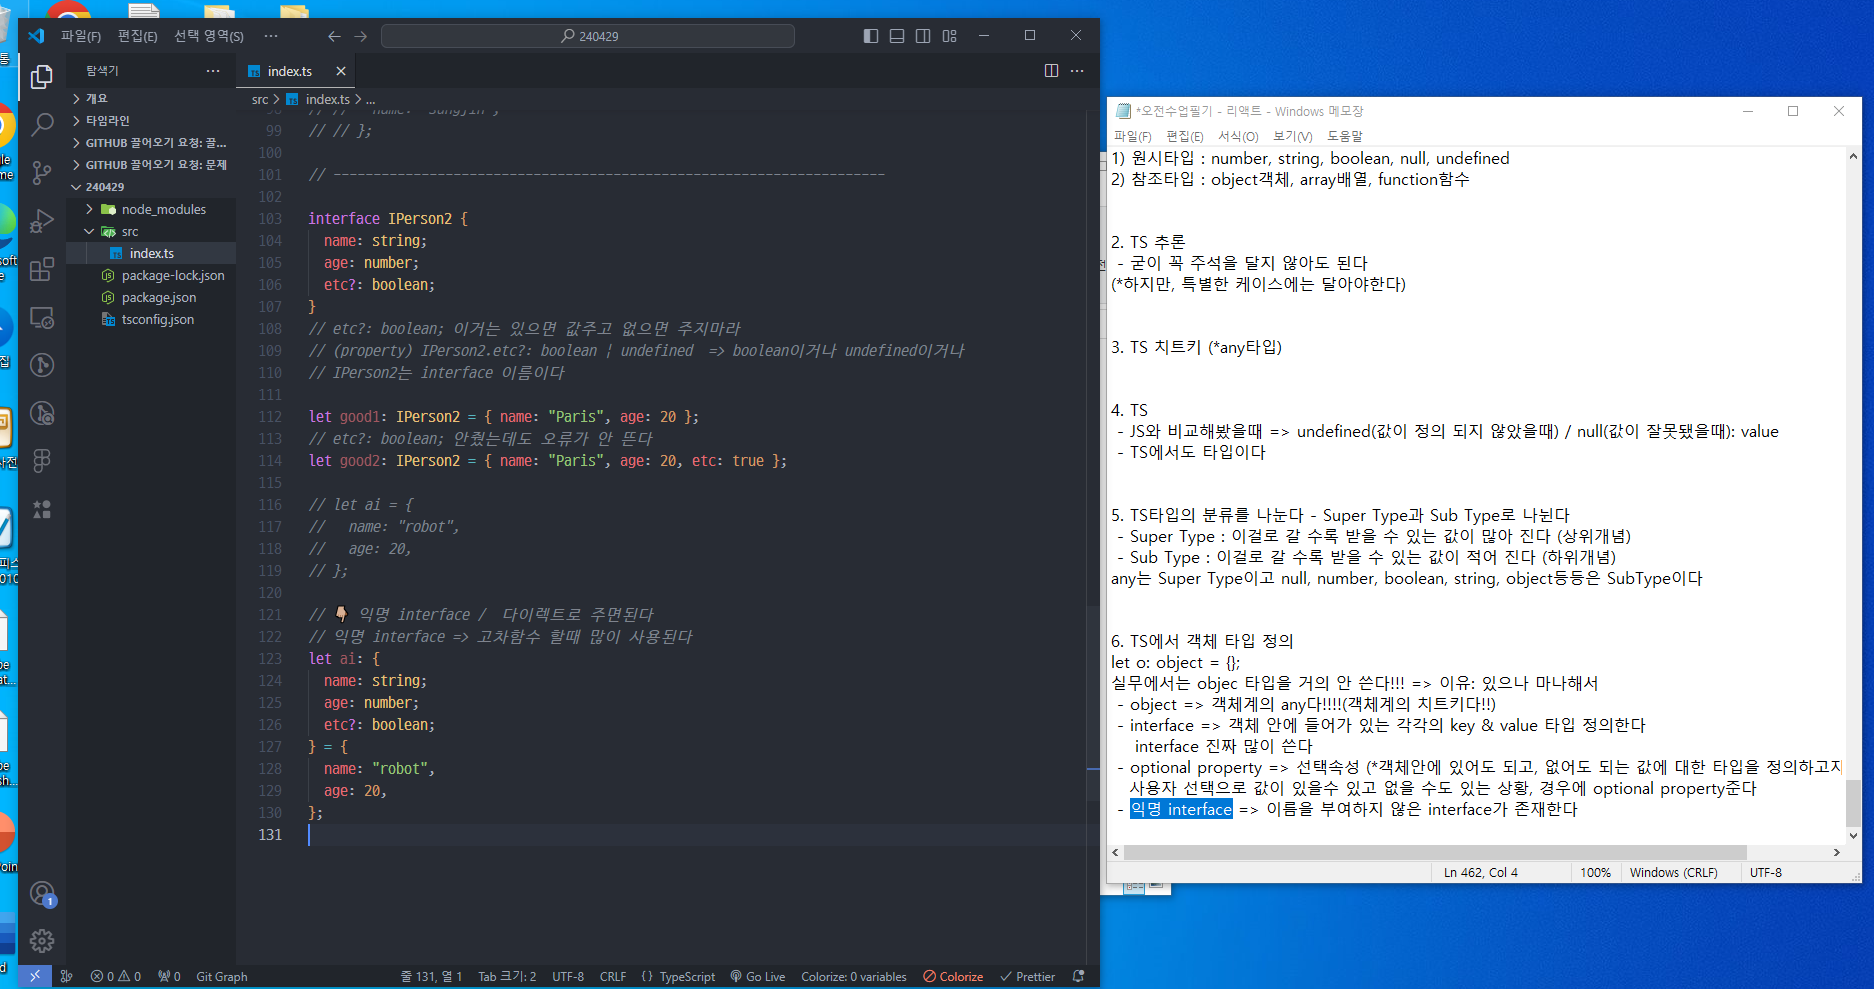 파일(F) 편집(E) 선택 영역(S) ··· 240429
탐색기 ···
개요
타임라인
GITHUB 끌어오기 요청: 끌...
GITHUB 끌어오기 요청: 문제
240429
node_modules
src
index.ts
package-lock.json
package.json
tsconfig.json
index.ts
src > index.ts > ...
99 // // };
100
101 // ---------------------------------------------------------------------
102
103 interface IPerson2 {
104 name: string;
105 age: number;
106 etc?: boolean;
107 }
108 // etc?: boolean; 이거는 있으면 값주고 없으면 주지마라
109 // (property) IPerson2.etc?: boolean | undefined => boolean이거나 undefined이거나
110 // IPerson2는 interface 이름이다
111
112 let good1: IPerson2 = { name: "Paris", age: 20 };
113 // etc?: boolean; 안줬는데도 오류가 안 뜬다
114 let good2: IPerson2 = { name: "Paris", age: 20, etc: true };
115
116 // let ai = {
117 // name: "robot",
118 // age: 20,
119 // };
120
121 // 👇🏼 익명 interface / 다이렉트로 주면된다
122 // 익명 interface => 고차함수 할때 많이 사용된다
123 let ai: {
124 name: string;
125 age: number;
126 etc?: boolean;
127 } = {
128 name: "robot",
129 age: 20,
130 };
131
1
0 0 0 Git Graph 줄 131, 열 1 Tab 크기: 2 UTF-8 CRLF {} TypeScript Go Live Colorize: 0 variables Colorize Prettier
*오전수업필기 - 리액트 - Windows 메모장
파일(F) 편집(E) 서식(O) 보기(V) 도움말
1) 원시타입 : number, string, boolean, null, undefined
2) 참조타입 : object객체, array배열, function함수
2. TS 추론
- 굳이 꼭 주석을 달지 않아도 된다
(*하지만, 특별한 케이스에는 달아야한다)
3. TS 치트키 (*any타입)
4. TS
- JS와 비교해봤을때 => undefined(값이 정의 되지 않았을때) / null(값이 잘못됐을때): value
- TS에서도 타입이다
5. TS타입의 분류를 나눈다 - Super Type과 Sub Type로 나뉜다
- Super Type : 이걸로 갈 수록 받을 수 있는 값이 많아 진다 (상위개념)
- Sub Type : 이걸로 갈 수록 받을 수 있는 값이 적어 진다 (하위개념)
any는 Super Type이고 null, number, boolean, string, object등등은 SubType이다
6. TS에서 객체 타입 정의
let o: object = {};
실무에서는 objec 타입을 거의 안 쓴다!!! => 이유: 있으나 마나해서
- object => 객체계의 any다!!!!(객체계의 치트키다!!)
- interface => 객체 안에 들어가 있는 각각의 key & value 타입 정의한다
interface 진짜 많이 쓴다
- optional property => 선택속성 (*객체안에 있어도 되고, 없어도 되는 값에 대한 타입을 정의하고자
사용자 선택으로 값이 있을수 있고 없을 수도 있는 상황, 경우에 optional property준다
- 익명 interface => 이름을 부여하지 않은 interface가 존재한다
Ln 462, Col 4 100% Windows (CRLF) UTF-8